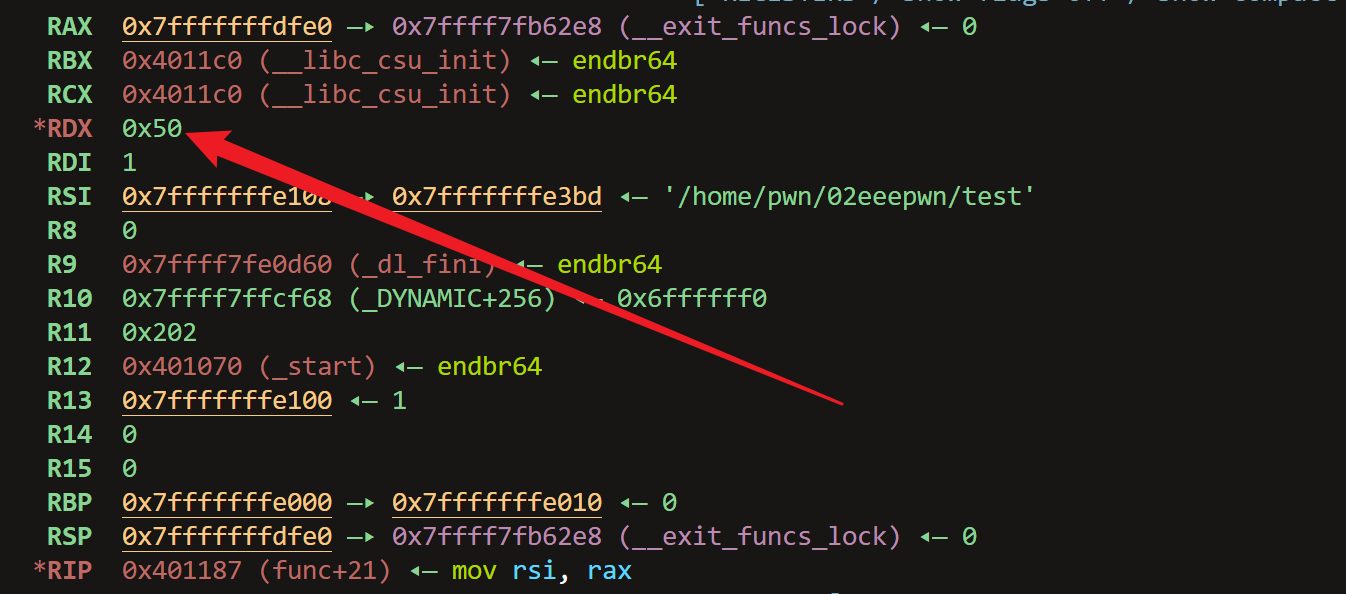 RAX 0x7fffffffdfe0 —▸ 0x7ffff7fb62e8 (__exit_funcs_lock) ◂— 0
RBX 0x4011c0 (__libc_csu_init) ◂— endbr64
RCX 0x4011c0 (__libc_csu_init) ◂— endbr64
*RDX 0x50
RDI 1
RSI 0x7fffffffe108 —▸ 0x7fffffffe3bd ◂— '/home/pwn/02eeepwn/test'
R8 0
R9 0x7ffff7fe0d60 (_dl_fini) ◂— endbr64
R10 0x7ffff7ffcf68 (_DYNAMIC+256) ◂— 0x6ffffff0
R11 0x202
R12 0x401070 (_start) ◂— endbr64
R13 0x7fffffffe100 ◂— 1
R14 0
R15 0
RBP 0x7fffffffe000 —▸ 0x7fffffffe010 ◂— 0
RSP 0x7fffffffdfe0 —▸ 0x7ffff7fb62e8 (__exit_funcs_lock) ◂— 0
*RIP 0x401187 (func+21) ◂— mov rsi, rax